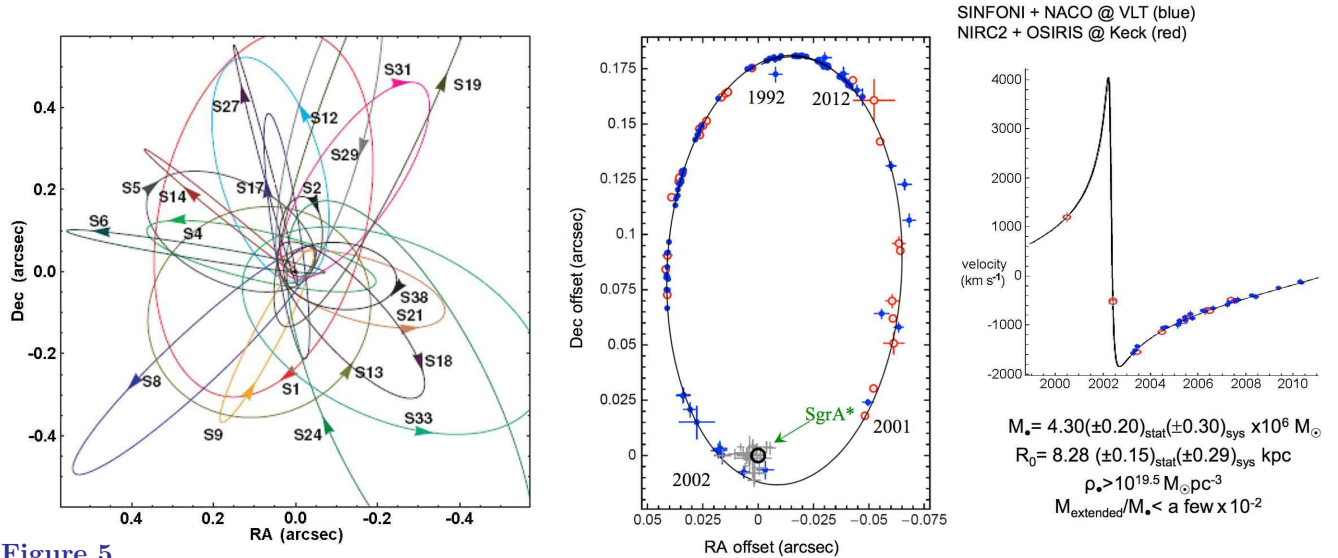 SINFONI + NACO @ VLT (blue)
NIRC2 + OSIRIS @ Keck (red)
Dec (arcsec)
0.4
0.2
0.0
-0.2
-0.4
S31
S19
S27
S12
S29
S5
S14
S17
S2
S6
S4
S38
S21
S18
S8
S1
S13
S9
S24
S33
0.4 0.2 0.0 -0.2 -0.4
RA (arcsec)
Dec offset (arcsec)
0.175
0.15
0.125
0.1
0.075
0.05
0.025
0
1992
2012
SgrA*
2001
2002
0.05 0.025 0 −0.025 −0.05 −0.075
RA offset (arcsec)
4000
3000
2000
1000
velocity
(km s⁻¹)
0
-1000
-2000
2000 2002 2004 2006 2008 2010
M● = 4.30(±0.20)stat(±0.30)sys x10⁶ M⊙
R₀= 8.28 (±0.15)stat(±0.29)sys kpc
ρ●>10¹⁹·⁵ M⊙pc⁻³
Mextended/M●< a few x 10⁻²
Figure 5